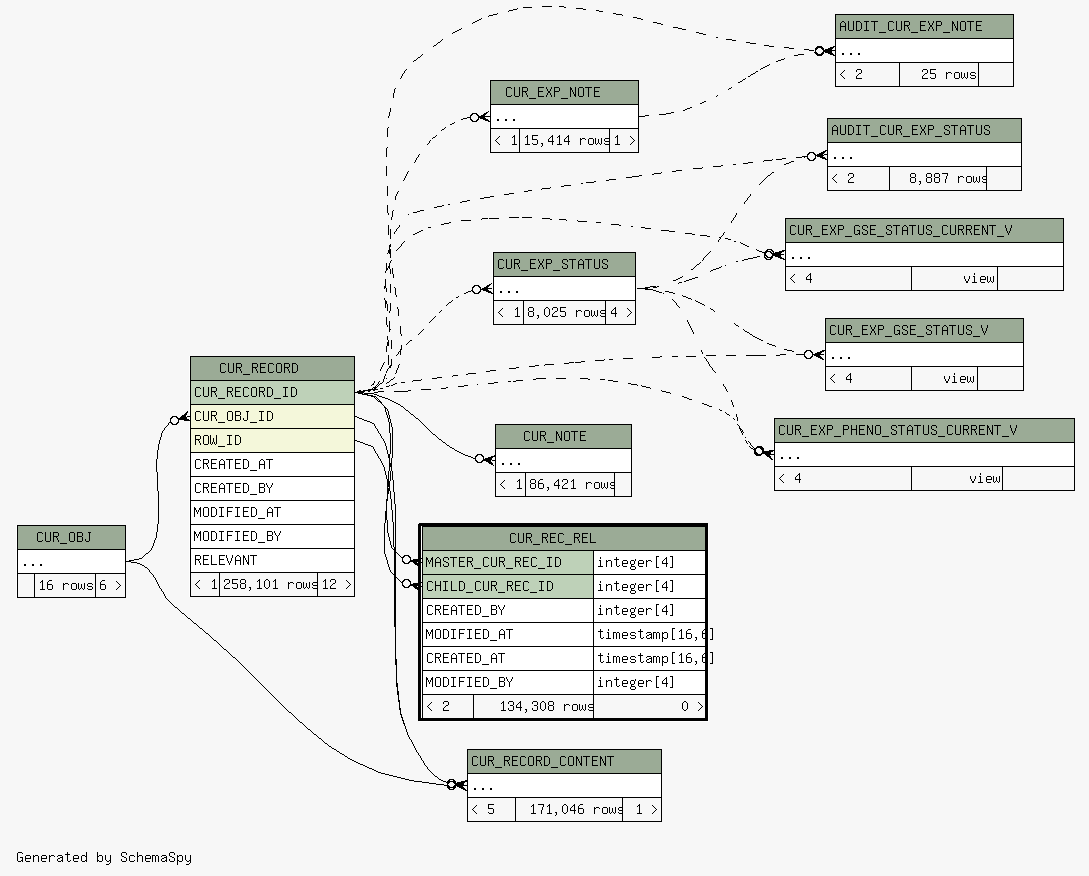 AUDIT_CUR_EXP_NOTE
...
< 2 25 rows
CUR_EXP_NOTE
...
< 1 15,414 rows 1 >
AUDIT_CUR_EXP_STATUS
...
< 2 8,887 rows
CUR_EXP_GSE_STATUS_CURRENT_V
...
< 4 view
CUR_EXP_STATUS
...
< 1 8,025 rows 4 >
CUR_EXP_GSE_STATUS_V
...
< 4 view
CUR_RECORD
CUR_RECORD_ID
CUR_OBJ_ID
ROW_ID
CREATED_AT
CREATED_BY
MODIFIED_AT
MODIFIED_BY
RELEVANT
< 1 258,101 rows 12 >
CUR_EXP_PHENO_STATUS_CURRENT_V
...
< 4 view
CUR_NOTE
...
< 1 86,421 rows
CUR_OBJ
...
16 rows 6 >
CUR_REC_REL
MASTER_CUR_REC_ID integer[4]
CHILD_CUR_REC_ID integer[4]
CREATED_BY integer[4]
MODIFIED_AT timestamp[16,6]
CREATED_AT timestamp[16,6]
MODIFIED_BY integer[4]
< 2 134,308 rows 0 >
CUR_RECORD_CONTENT
...
< 5 171,046 rows 1 >
Generated by SchemaSpy